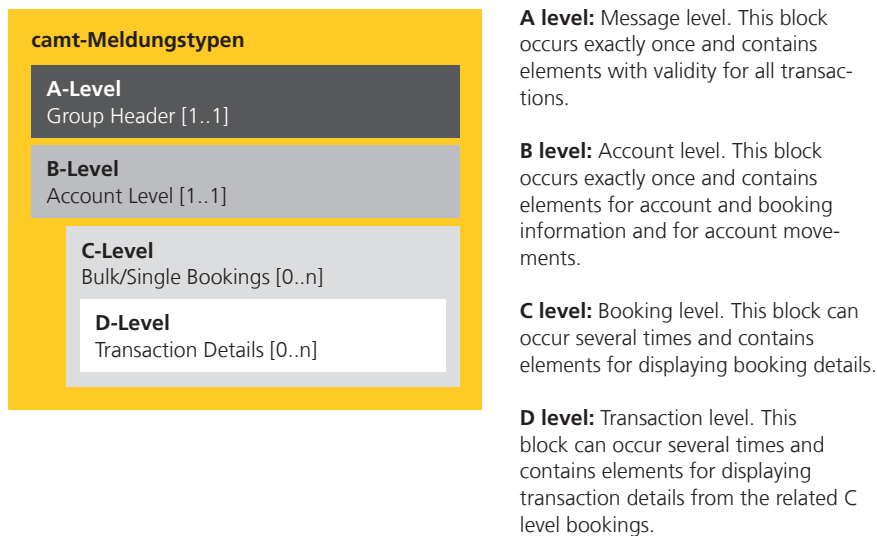 camt-Meldungstypen
A-Level
Group Header [1..1]
B-Level
Account Level [1..1]
C-Level
Bulk/Single Bookings [0..n]
D-Level
Transaction Details [0..n]
A level: Message level. This block
occurs exactly once and contains
elements with validity for all transac-
tions.
B level: Account level. This block
occurs exactly once and contains
elements for account and booking
information and for account move-
ments.
C level: Booking level. This block can
occur several times and contains
elements for displaying booking details.
D level: Transaction level. This
block can occur several times and
contains elements for displaying
transaction details from the related C
level bookings.